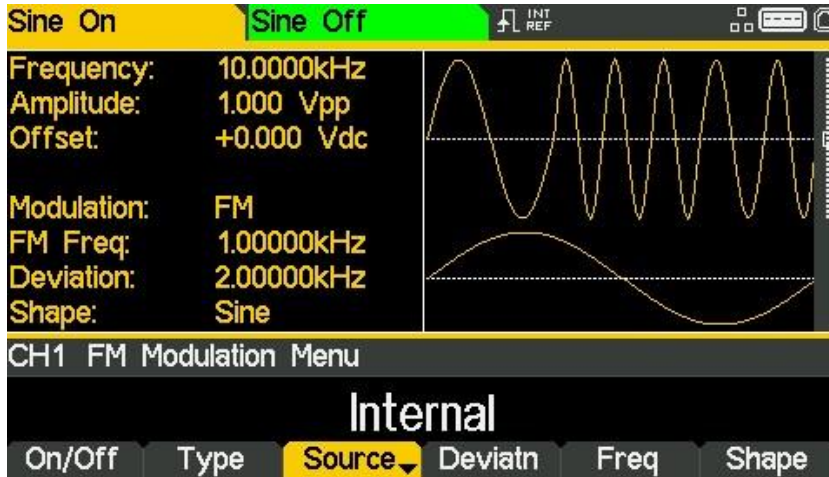 Sine On Sine Off INT REF
Frequency: 10.0000kHz
Amplitude: 1.000 Vpp
Offset: +0.000 Vdc
Modulation: FM
FM Freq: 1.00000kHz
Deviation: 2.00000kHz
Shape: Sine
CH1 FM Modulation Menu
Internal
On/Off Type Source Deviatn Freq Shape